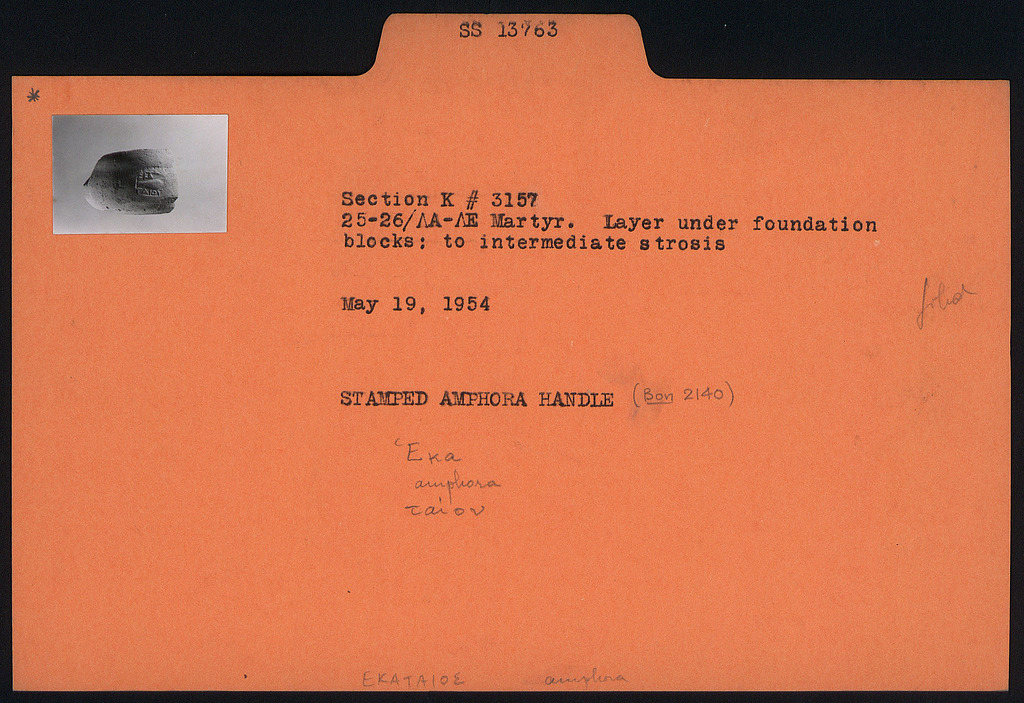 SS 13763
*
Section K # 3157
25-26/ΛΑ-ΛΕ Martyr. Layer under foundation
blocks: to intermediate strosis
May 19, 1954
filed
STAMPED AMPHORA HANDLE (Bon 2140)
Ἑκα
amphora
ταίου
ΕΚΑΤΑΙΟΣ amphora